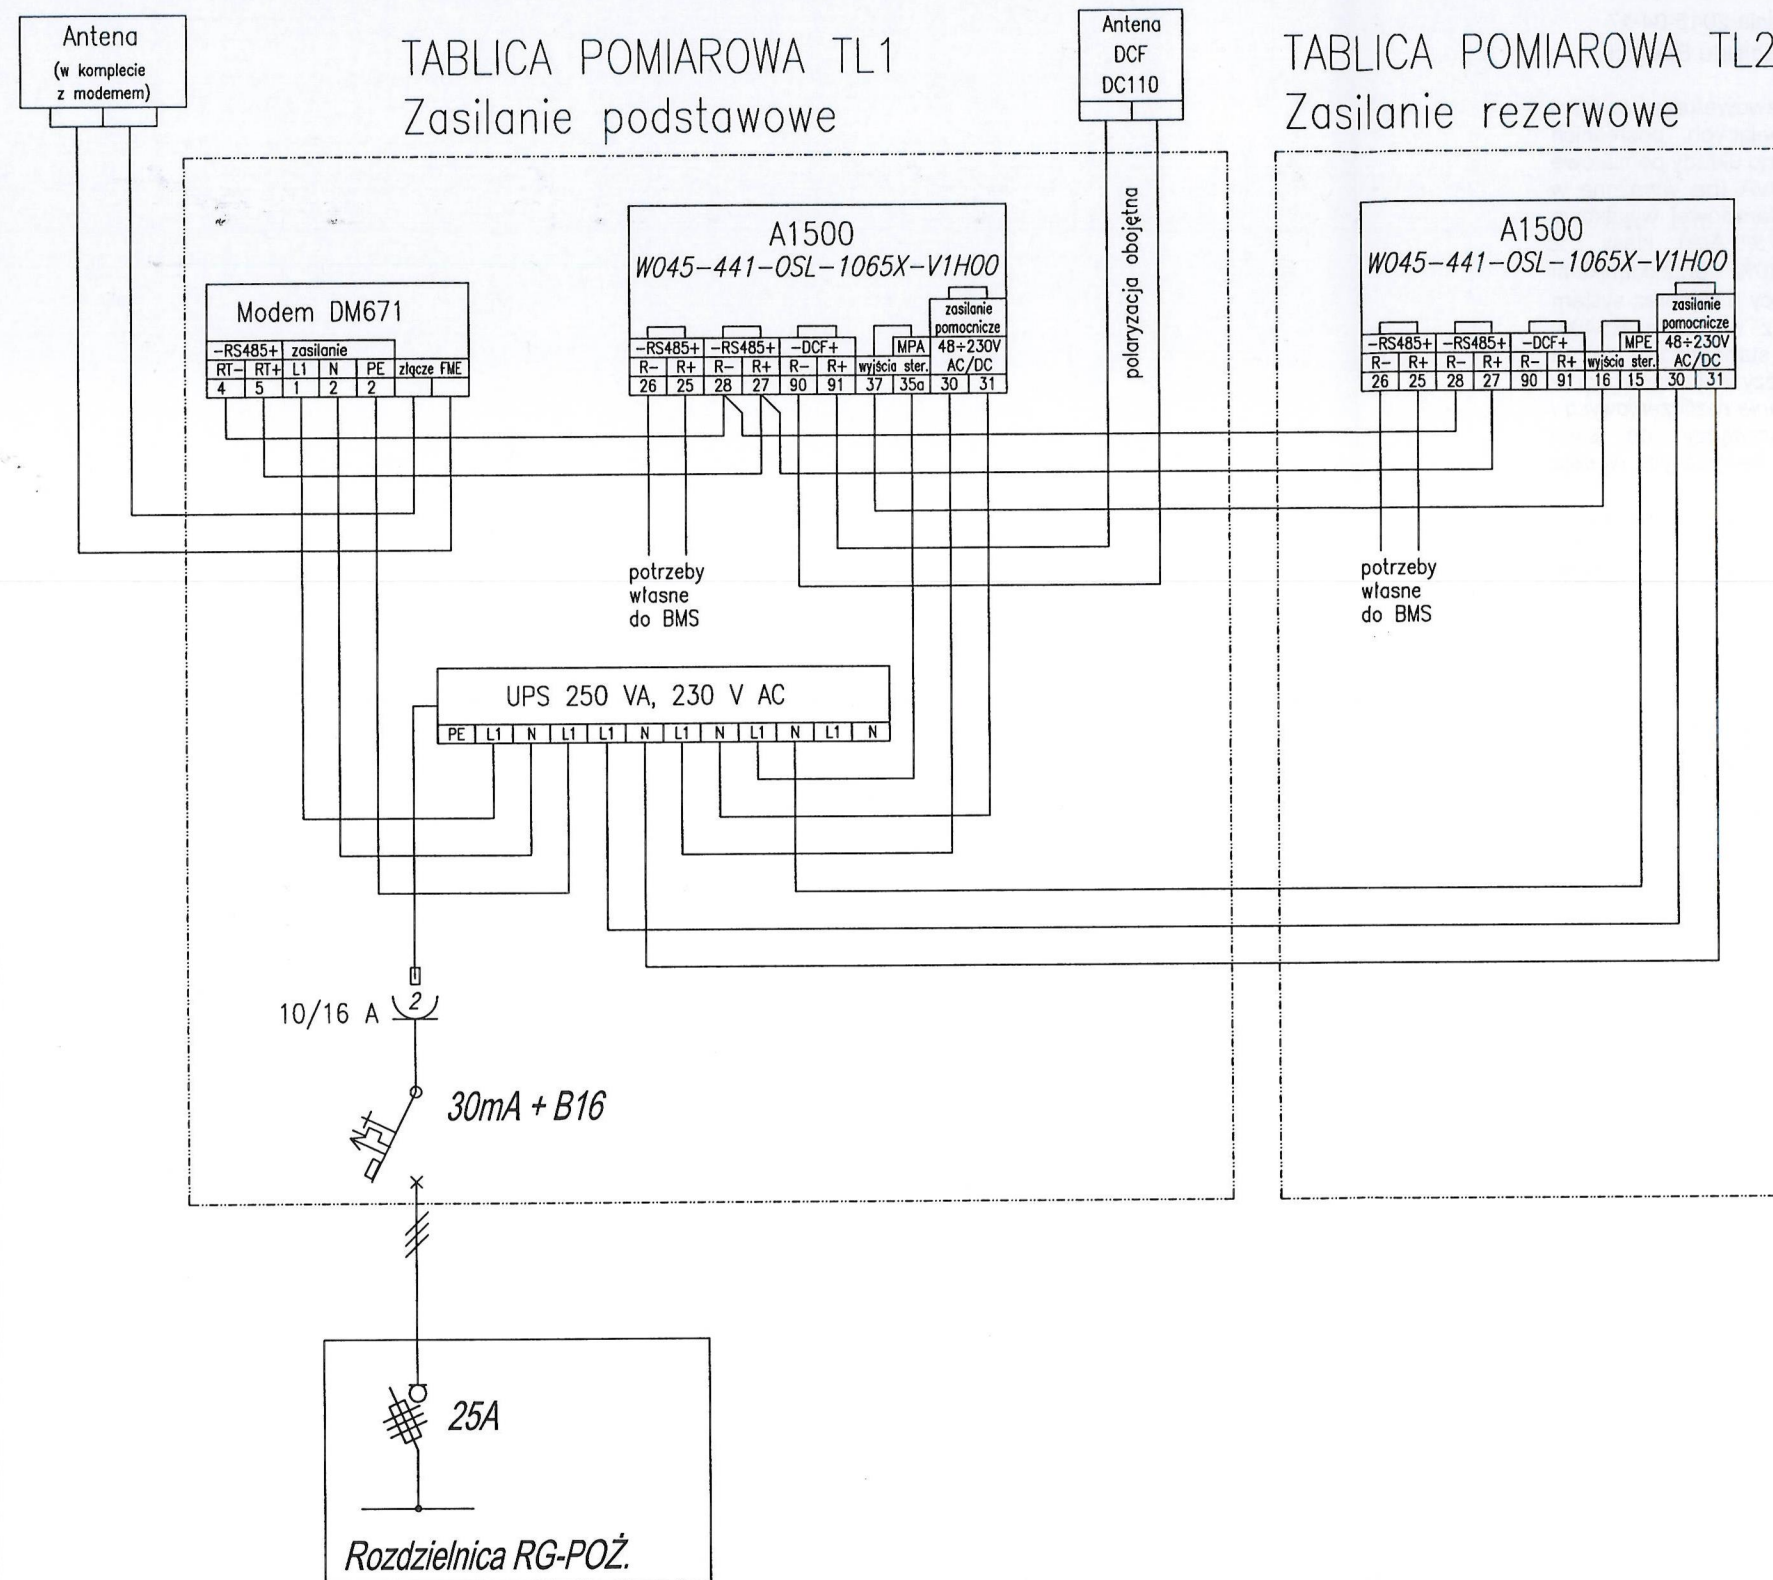 Antena
(w komplecie
z modemem)
TABLICA POMIAROWA TL1
Zasilanie podstawowe
Antena
DCF
DC110
TABLICA POMIAROWA TL2
Zasilanie rezerwowe
polaryzacja obojętna
Modem DM671
-RS485+ zasilanie
RT- RT+ L1 N PE złącze FME
4 5 1 2 2
A1500
W045-441-OSL-1065X-V1H00
zasilanie
pomocnicze
-RS485+ -RS485+ -DCF+ MPA 48÷230V
R- R+ R- R+ R- R+ wyjścia ster. AC/DC
26 25 28 27 90 91 37 35a 30 31
A1500
W045-441-OSL-1065X-V1H00
zasilanie
pomocnicze
-RS485+ -RS485+ -DCF+ MPE 48÷230V
R- R+ R- R+ R- R+ wyjścia ster. AC/DC
26 25 28 27 90 91 16 15 30 31
potrzeby
własne
do BMS
potrzeby
własne
do BMS
UPS 250 VA, 230 V AC
PE L1 N L1 L1 N L1 N L1 N L1 N
10/16 A 2
30mA + B16
25A
Rozdzielnica RG-POŻ.